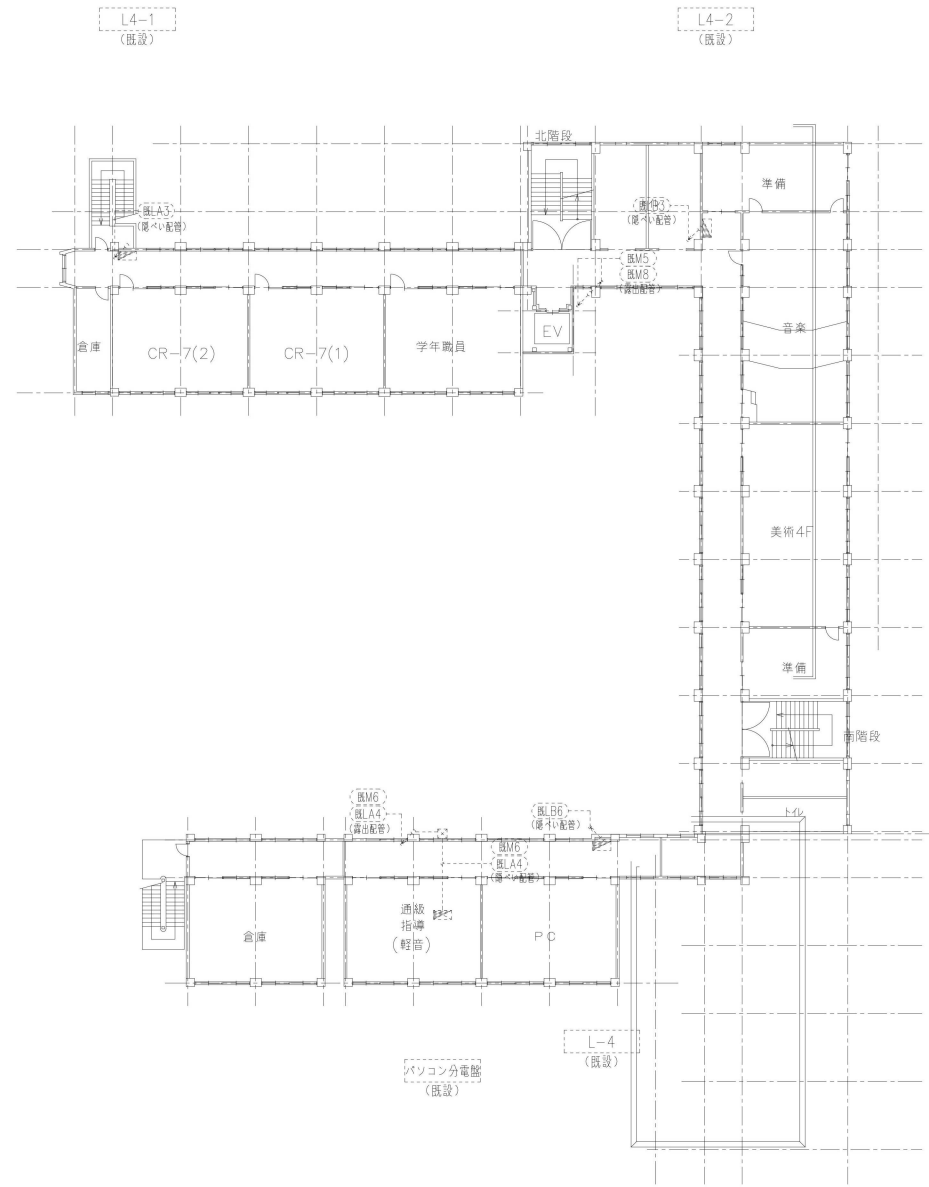 L4-1
(既設)
L4-2
(既設)
北階段
準備
既LA3
(隠ぺい配管)
既LB3
(隠ぺい配管)
既M5
既M8
(露出配管)
EV
音楽
倉庫
CR-7(2)
CR-7(1)
学年職員
美術4F
準備
南階段
トイレ
既M6
既LA4
(露出配管)
既LB6
(隠ぺい配管)
既M6
既LA4
(隠ぺい配管)
倉庫
通級
指導
(軽音)
PC
L-4
(既設)
パソコン分電盤
(既設)